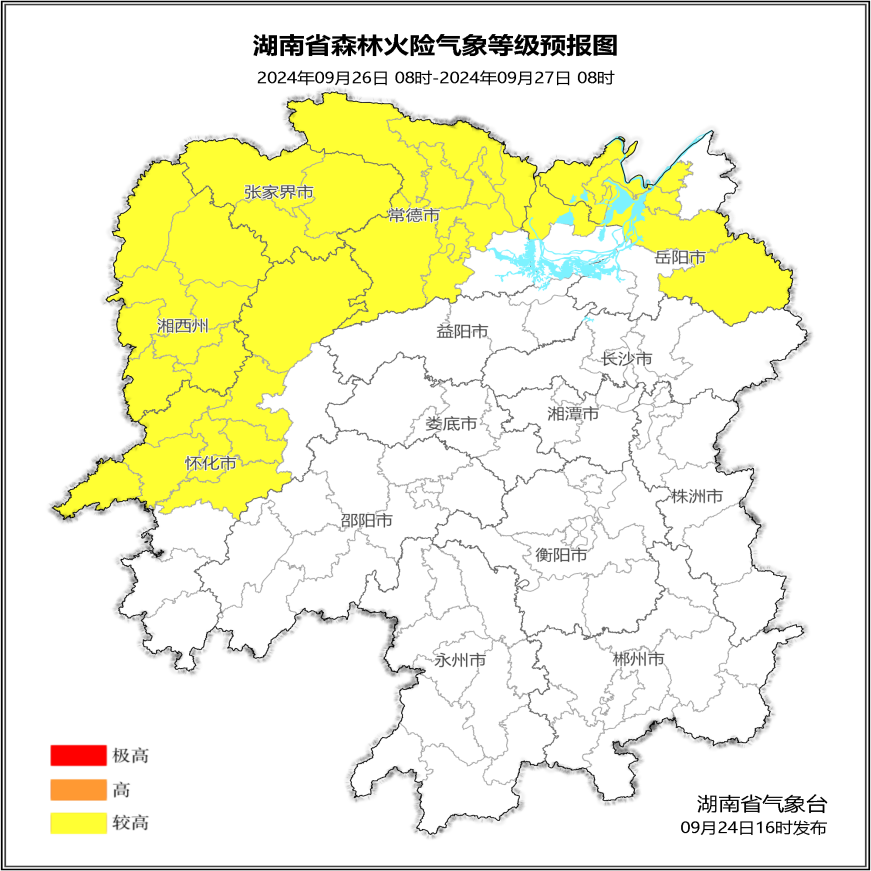 湖南省森林火险气象等级预报图
2024年09月26日 08时-2024年09月27日 08时
张家界市
常德市
岳阳市
湘西州
益阳市
长沙市
湘潭市
娄底市
怀化市
株洲市
邵阳市
衡阳市
永州市
郴州市
极高
高
较高
湖南省气象台
09月24日16时发布